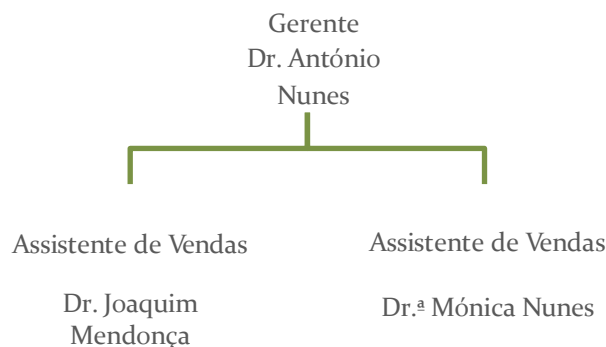 Gerente
Dr. António
Nunes
Assistente de Vendas
Dr. Joaquim
Mendonça
Assistente de Vendas
Dr.ª Mónica Nunes